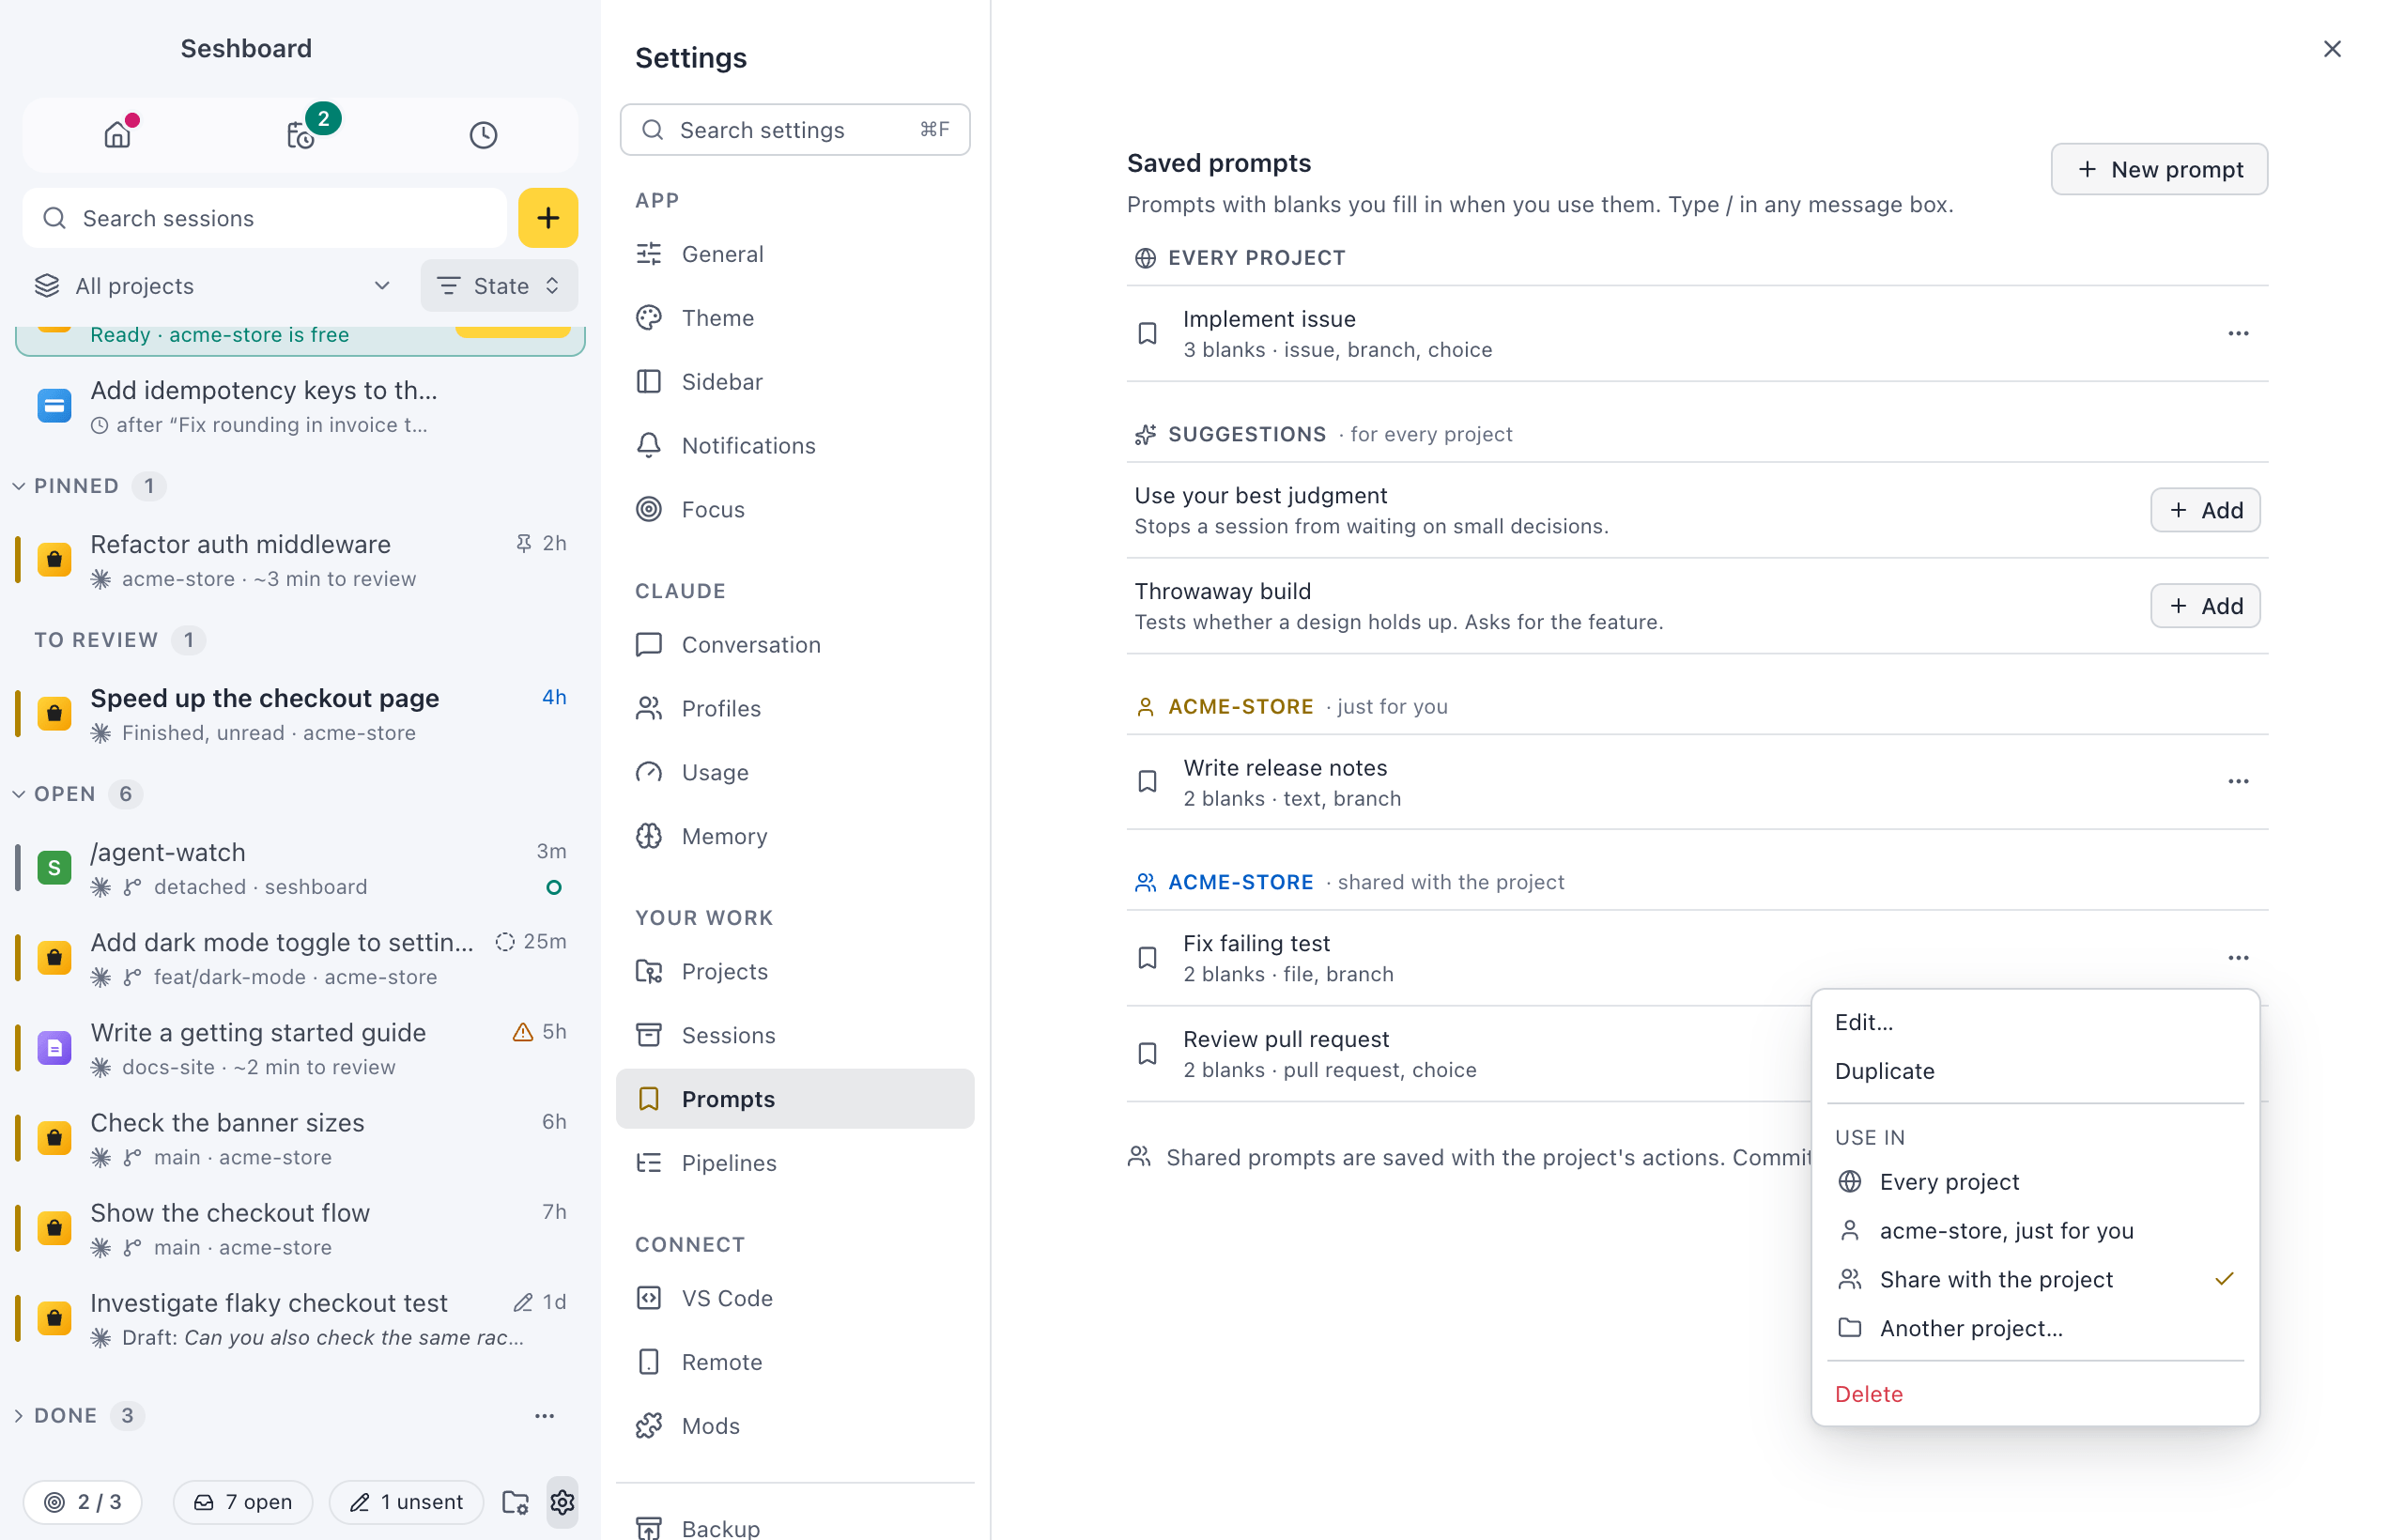 Seshboard
2
Search sessions
All projects
State
Ready · acme-store is free
Add idempotency keys to th...
after “Fix rounding in invoice t...
PINNED 1
Refactor auth middleware 2h
acme-store · ~3 min to review
TO REVIEW 1
Speed up the checkout page 4h
Finished, unread · acme-store
OPEN 6
S
/agent-watch 3m
detached · seshboard
Add dark mode toggle to settin... 25m
feat/dark-mode · acme-store
Write a getting started guide 5h
docs-site · ~2 min to review
Check the banner sizes 6h
main · acme-store
Show the checkout flow 7h
main · acme-store
Investigate flaky checkout test 1d
Draft: Can you also check the same rac...
DONE 3
2 / 3
7 open
1 unsent
Settings
Search settings ⌘F
APP
General
Theme
Sidebar
Notifications
Focus
CLAUDE
Conversation
Profiles
Usage
Memory
YOUR WORK
Projects
Sessions
Prompts
Pipelines
CONNECT
VS Code
Remote
Mods
Backup
Saved prompts
Prompts with blanks you fill in when you use them. Type / in any message box.
New prompt
EVERY PROJECT
Implement issue
3 blanks · issue, branch, choice
SUGGESTIONS · for every project
Use your best judgment
Stops a session from waiting on small decisions.
Add
Throwaway build
Tests whether a design holds up. Asks for the feature.
Add
ACME-STORE · just for you
Write release notes
2 blanks · text, branch
ACME-STORE · shared with the project
Fix failing test
2 blanks · file, branch
Review pull request
2 blanks · pull request, choice
Shared prompts are saved with the project's actions. Commit
Edit...
Duplicate
USE IN
Every project
acme-store, just for you
Share with the project
Another project...
Delete